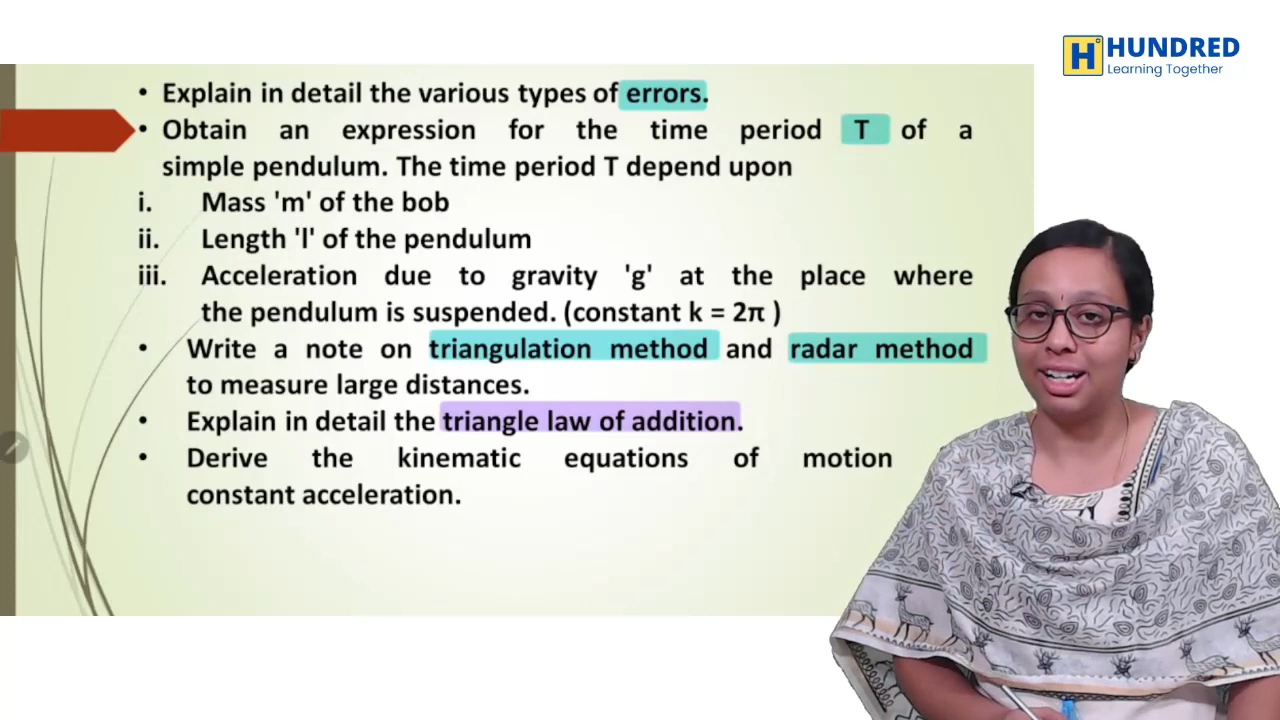 H HUNDRED
Learning Together
• Explain in detail the various types of errors.
• Obtain an expression for the time period T of a
simple pendulum. The time period T depend upon
i. Mass 'm' of the bob
ii. Length 'l' of the pendulum
iii. Acceleration due to gravity 'g' at the place where
the pendulum is suspended. (constant k = 2π )
• Write a note on triangulation method and radar method
to measure large distances.
• Explain in detail the triangle law of addition.
• Derive the kinematic equations of motion
constant acceleration.